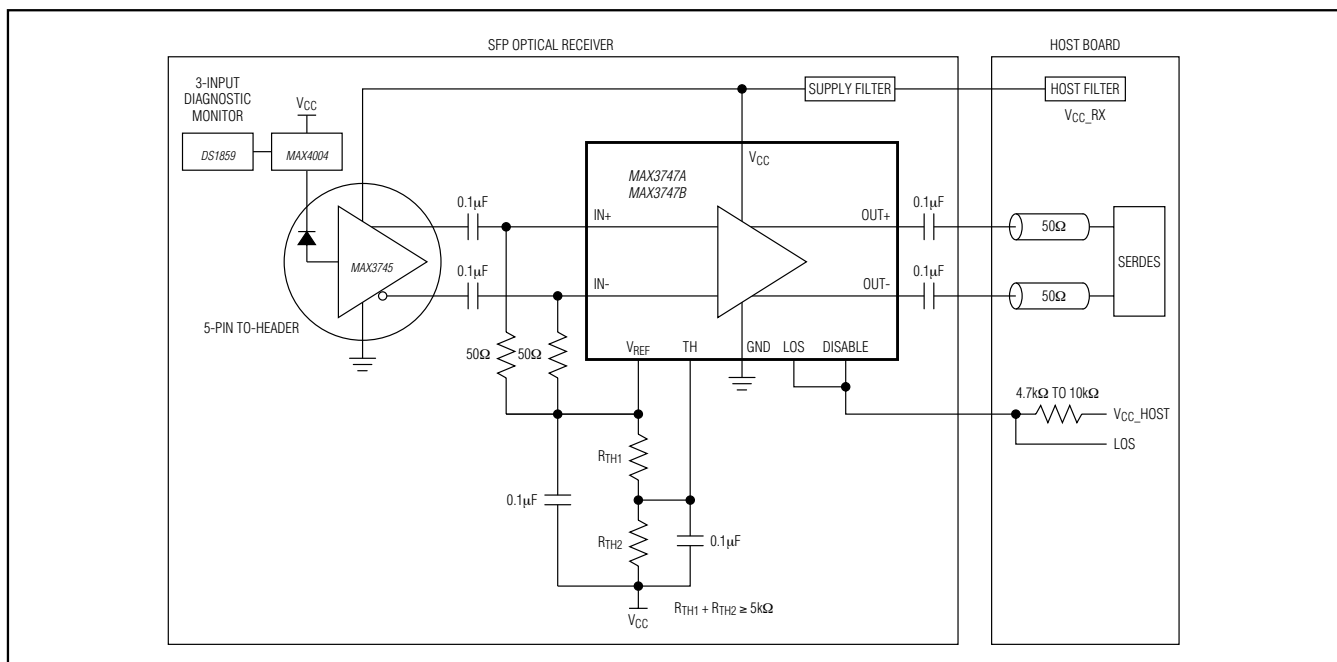 SFP OPTICAL RECEIVER
HOST BOARD
3-INPUT
DIAGNOSTIC
MONITOR
VCC
DS1859
MAX4004
SUPPLY FILTER
HOST FILTER
VCC_RX
VCC
MAX3747A
MAX3747B
0.1µF
IN+
OUT+
0.1µF
50Ω
MAX3745
0.1µF
IN-
OUT-
0.1µF
50Ω
SERDES
5-PIN TO-HEADER
50Ω
50Ω
VREF
TH
GND
LOS
DISABLE
4.7kΩ TO 10kΩ
VCC_HOST
LOS
RTH1
0.1µF
RTH2
0.1µF
VCC
RTH1 + RTH2 ≥ 5kΩ